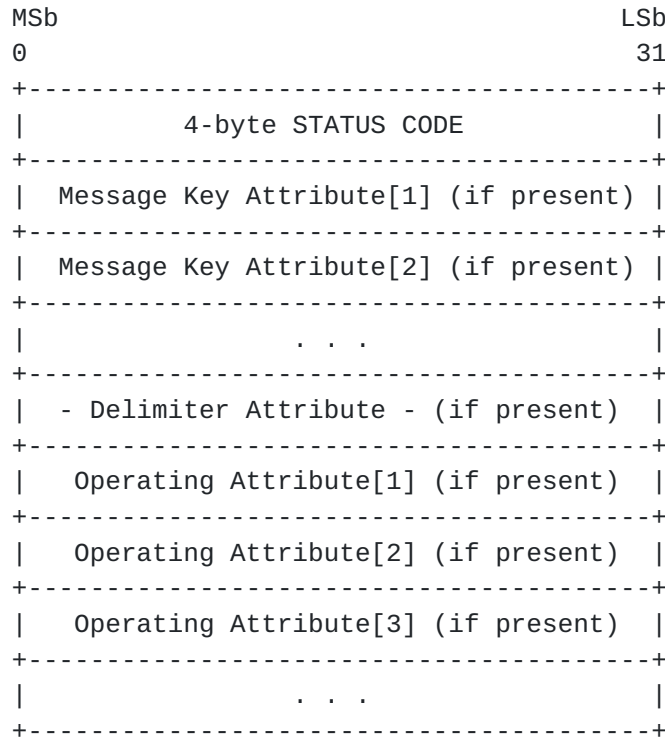 MSb                                    LSb
0                                       31
+----------------------------------------+
|          4-byte STATUS CODE            |
+----------------------------------------+
|  Message Key Attribute[1] (if present) |
+----------------------------------------+
|  Message Key Attribute[2] (if present) |
+----------------------------------------+
|                 . . .                  |
+----------------------------------------+
|  - Delimiter Attribute - (if present)  |
+----------------------------------------+
|   Operating Attribute[1] (if present)  |
+----------------------------------------+
|   Operating Attribute[2] (if present)  |
+----------------------------------------+
|   Operating Attribute[3] (if present)  |
+----------------------------------------+
|                 . . .                  |
+----------------------------------------+